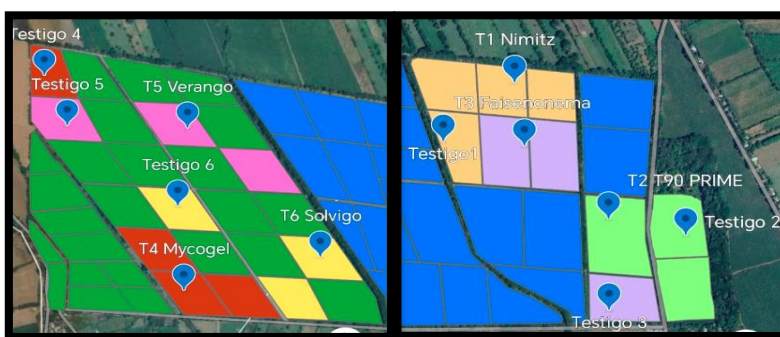 Testigo 4
Testigo 5
T5 Verango
Testigo 6
T6 Solvigo
T4 Mycogel
T1 Nimitz
T3 Faisenonema
Testigo1
T2 T90 PRIME
Testigo 2
Testigo 3